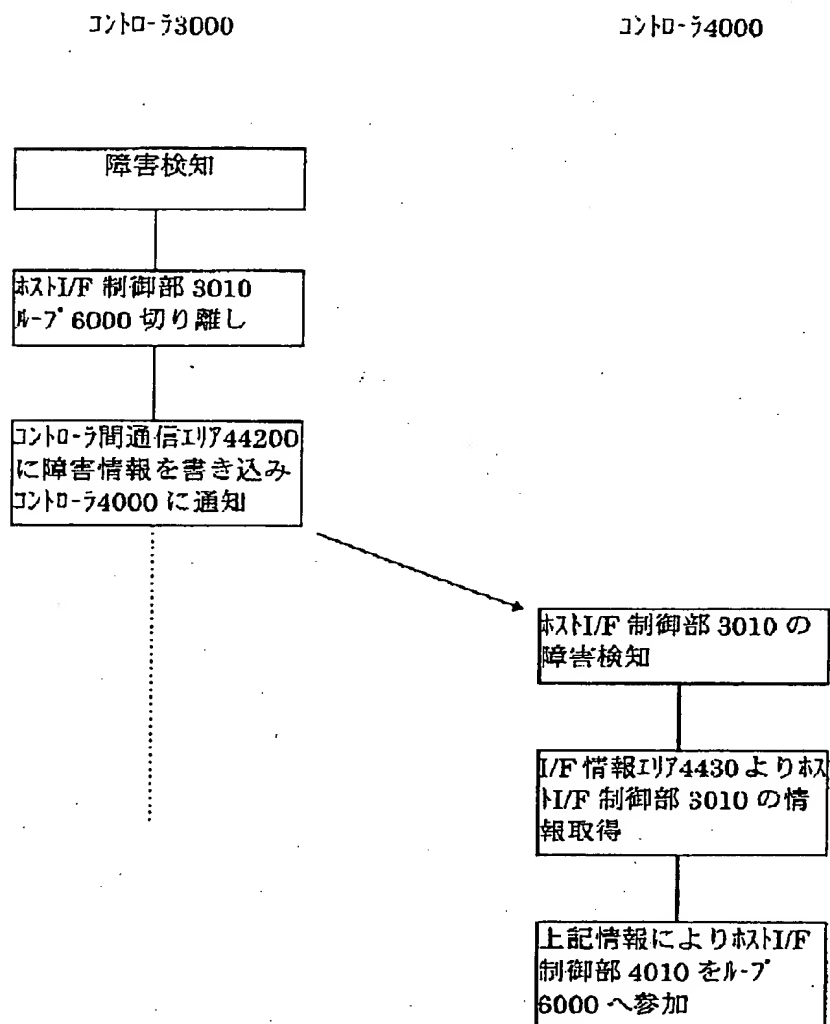 コントローラ3000
コントローラ4000
障害検知
ホストI/F 制御部 3010
ループ 6000 切り離し
コントローラ間通信エリア44200
に障害情報を書き込み
コントローラ4000 に通知
ホストI/F 制御部 3010 の
障害検知
I/F 情報エリア4430 よりホス
トI/F 制御部 3010 の情
報取得
上記情報によりホストI/F
制御部 4010 をループ
6000 へ参加